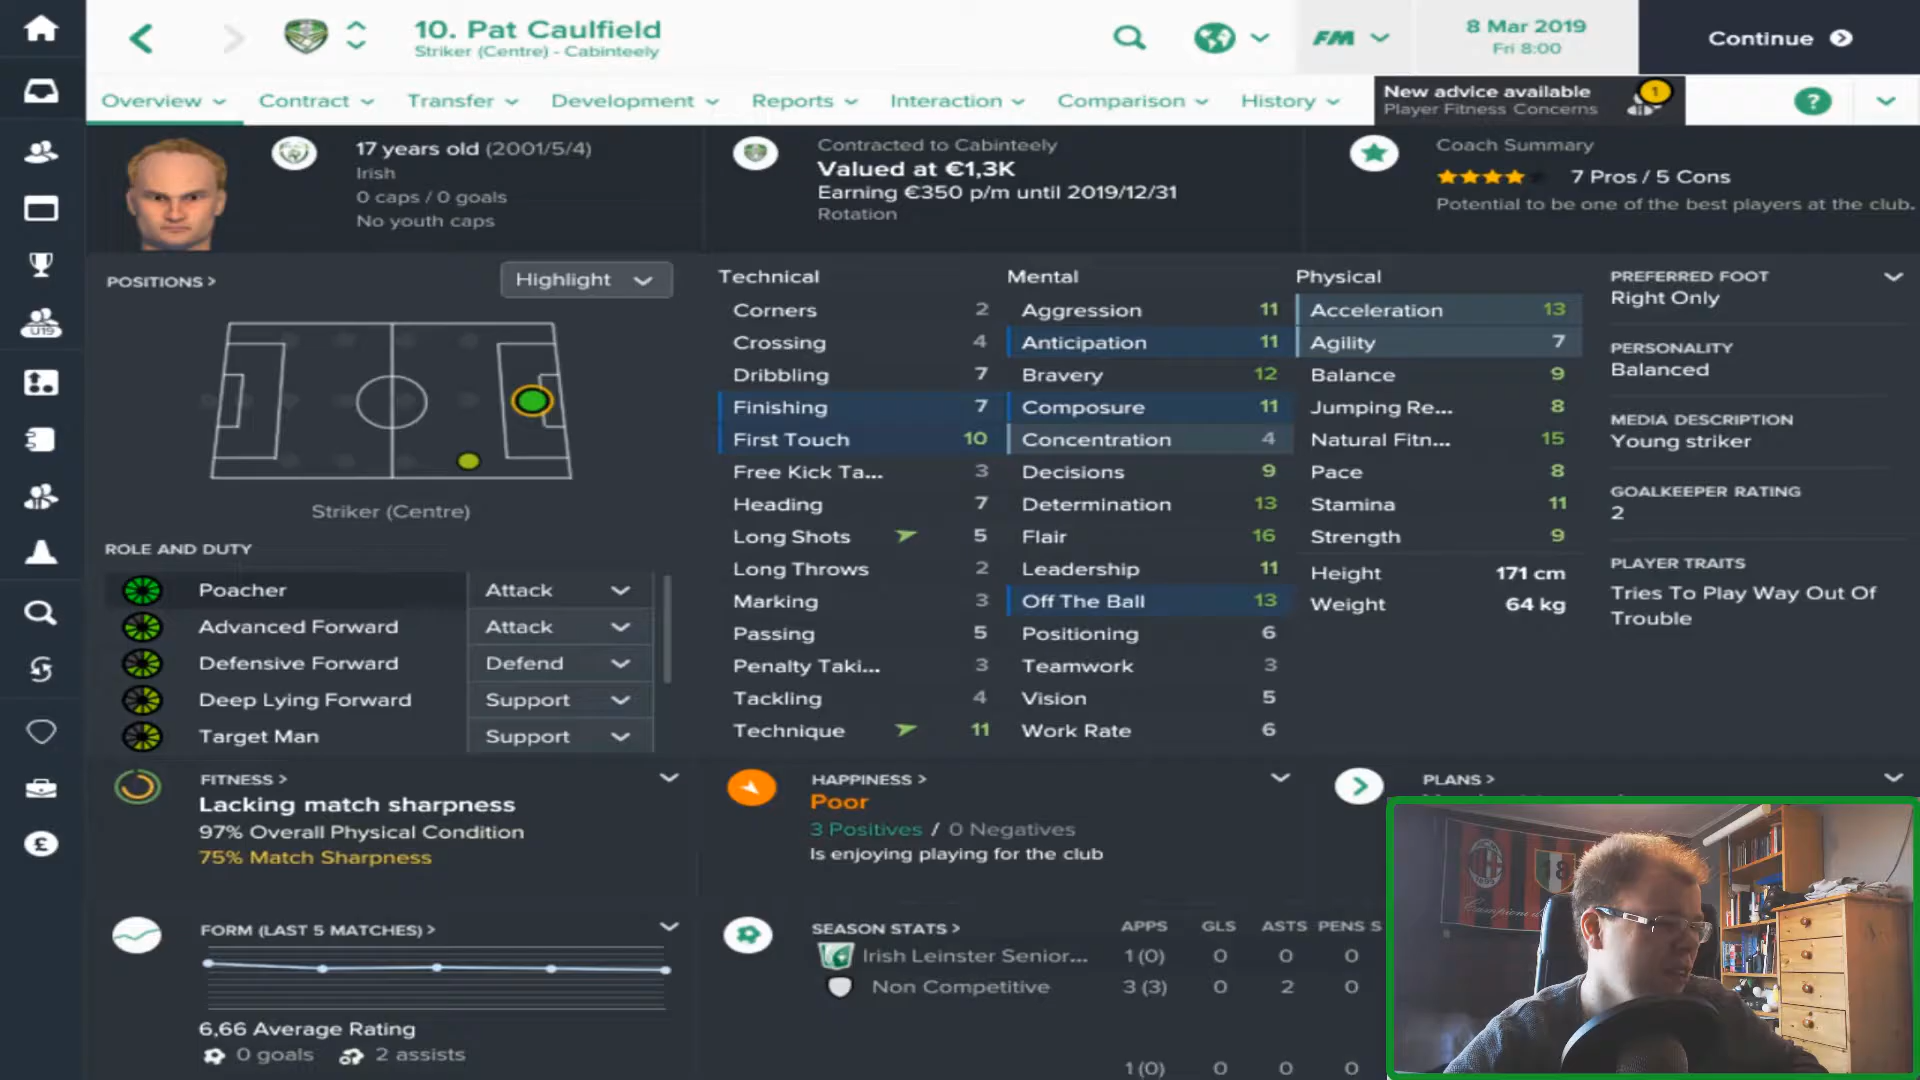 10. Pat Caulfield
Striker (Centre) - Cabinteely
FM
8 Mar 2019
Fri 8:00
Continue
Overview
Contract
Transfer
Development
Reports
Interaction
Comparison
History
New advice available
Player Fitness Concerns
1
?
17 years old (2001/5/4)
Irish
0 caps / 0 goals
No youth caps
Contracted to Cabinteely
Valued at €1,3K
Earning €350 p/m until 2019/12/31
Rotation
Coach Summary
7 Pros / 5 Cons
Potential to be one of the best players at the club.
U19
POSITIONS >
Highlight
Striker (Centre)
ROLE AND DUTY
Poacher Attack
Advanced Forward Attack
Defensive Forward Defend
Deep Lying Forward Support
Target Man Support
Technical
Corners 2
Crossing 4
Dribbling 7
Finishing 7
First Touch 10
Free Kick Ta... 3
Heading 7
Long Shots 5
Long Throws 2
Marking 3
Passing 5
Penalty Taki... 3
Tackling 4
Technique 11
Mental
Aggression 11
Anticipation 11
Bravery 12
Composure 11
Concentration 4
Decisions 9
Determination 13
Flair 16
Leadership 11
Off The Ball 13
Positioning 6
Teamwork 3
Vision 5
Work Rate 6
Physical
Acceleration 13
Agility 7
Balance 9
Jumping Re... 8
Natural Fitn... 15
Pace 8
Stamina 11
Strength 9
Height 171 cm
Weight 64 kg
PREFERRED FOOT
Right Only
PERSONALITY
Balanced
MEDIA DESCRIPTION
Young striker
GOALKEEPER RATING
2
PLAYER TRAITS
Tries To Play Way Out Of
Trouble
FITNESS >
Lacking match sharpness
97% Overall Physical Condition
75% Match Sharpness
HAPPINESS >
Poor
3 Positives / 0 Negatives
Is enjoying playing for the club
PLANS >
FORM (LAST 5 MATCHES) >
6,66 Average Rating
0 goals 2 assists
SEASON STATS > APPS GLS ASTS PENS S
Irish Leinster Senior... 1 (0) 0 0 0
Non Competitive 3 (3) 0 2 0
1 (0) 0 0 0